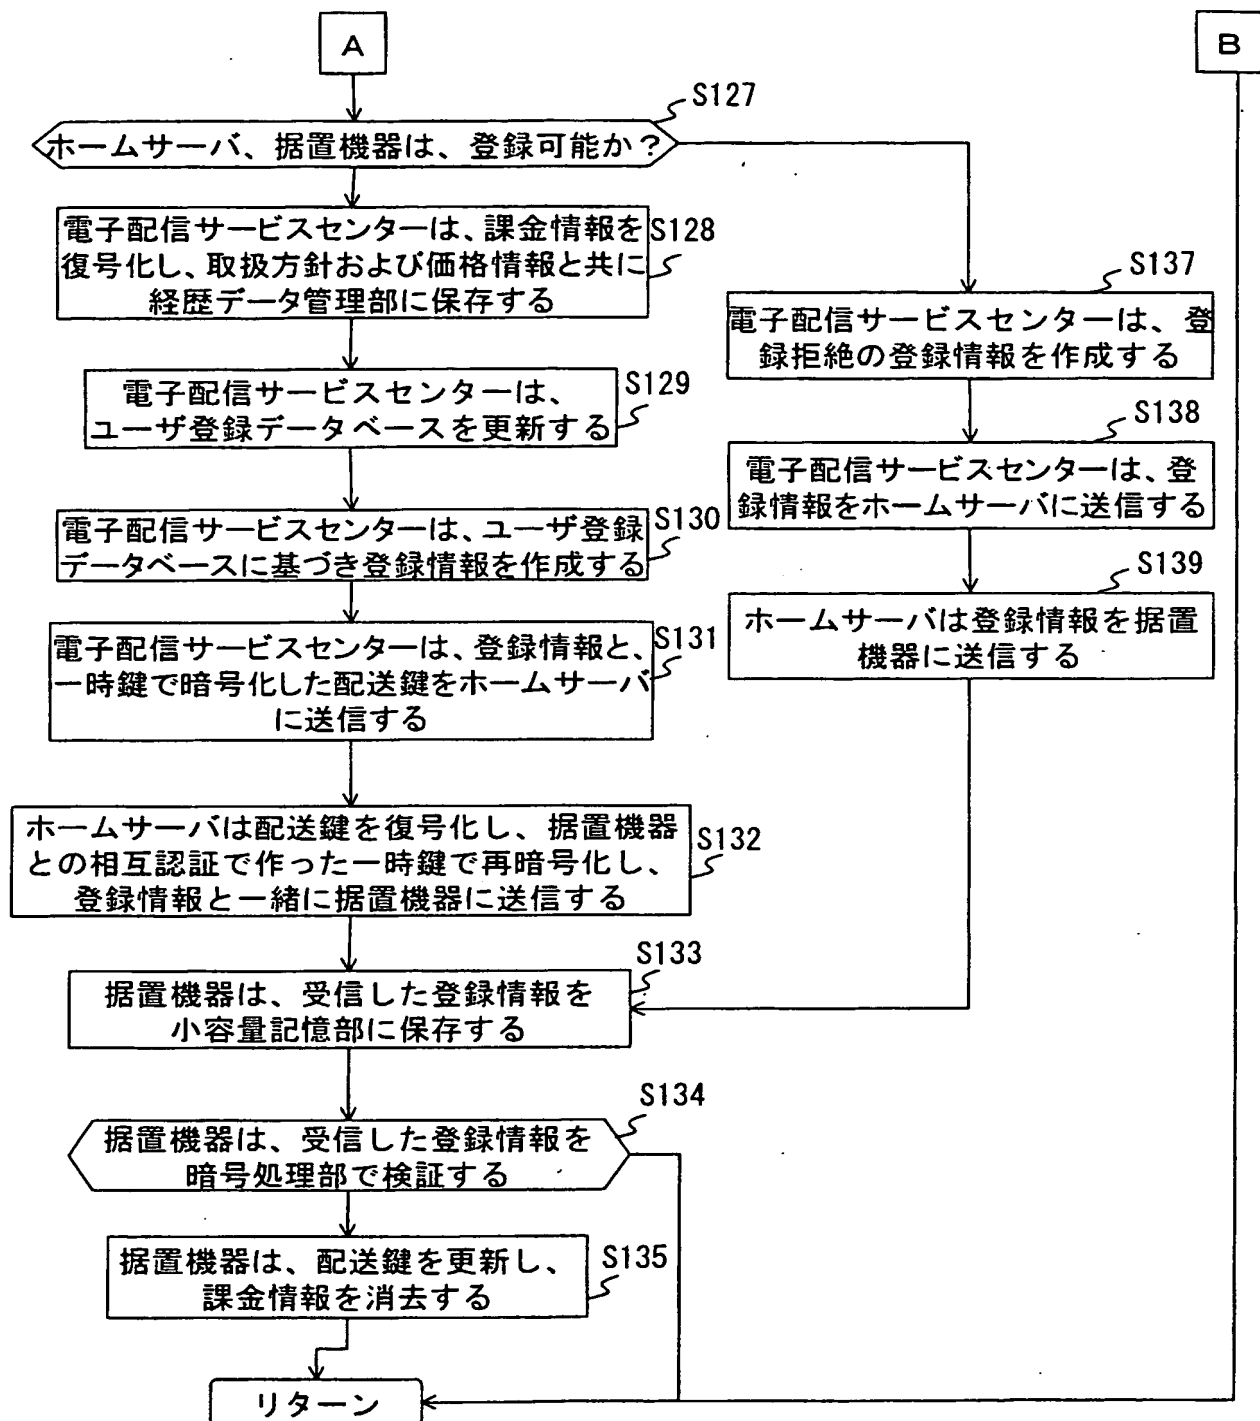 A
B
S127
ホームサーバ、据置機器は、登録可能か?
電子配信サービスセンターは、課金情報を
復号化し、取扱方針および価格情報と共に
経歴データ管理部に保存する
S128
S137
電子配信サービスセンターは、登
録拒絶の登録情報を作成する
電子配信サービスセンターは、
ユーザ登録データベースを更新する
S129
S138
電子配信サービスセンターは、登
録情報をホームサーバに送信する
電子配信サービスセンターは、ユーザ登録
データベースに基づき登録情報を作成する
S130
S139
ホームサーバは登録情報を据置
機器に送信する
電子配信サービスセンターは、登録情報と、
一時鍵で暗号化した配送鍵をホームサーバ
に送信する
S131
ホームサーバは配送鍵を復号化し、据置機器
との相互認証で作った一時鍵で再暗号化し、
登録情報と一緒に据置機器に送信する
S132
S133
据置機器は、受信した登録情報を
小容量記憶部に保存する
S134
据置機器は、受信した登録情報を
暗号処理部で検証する
据置機器は、配送鍵を更新し、
課金情報を消去する
S135
リターン